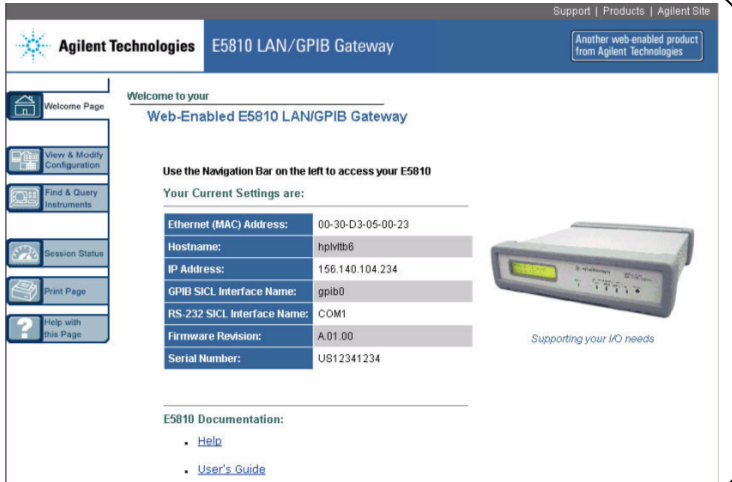 Support | Products | Agilent Site
Agilent Technologies
E5810 LAN/GPIB Gateway
Another web-enabled product
from Agilent Technologies
Welcome Page
View & Modify
Configuration
Find & Query
Instruments
Session Status
Print Page
Help with
this Page
Welcome to your
Web-Enabled E5810 LAN/GPIB Gateway
Use the Navigation Bar on the left to access your E5810
Your Current Settings are:
Ethernet (MAC) Address: 00-30-D3-05-00-23
Hostname: hplvltb6
IP Address: 156.140.104.234
GPIB SICL Interface Name: gpib0
RS-232 SICL Interface Name: COM1
Firmware Revision: A.01.00
Serial Number: US12341234
Supporting your I/O needs
E5810 Documentation:
Help
User's Guide